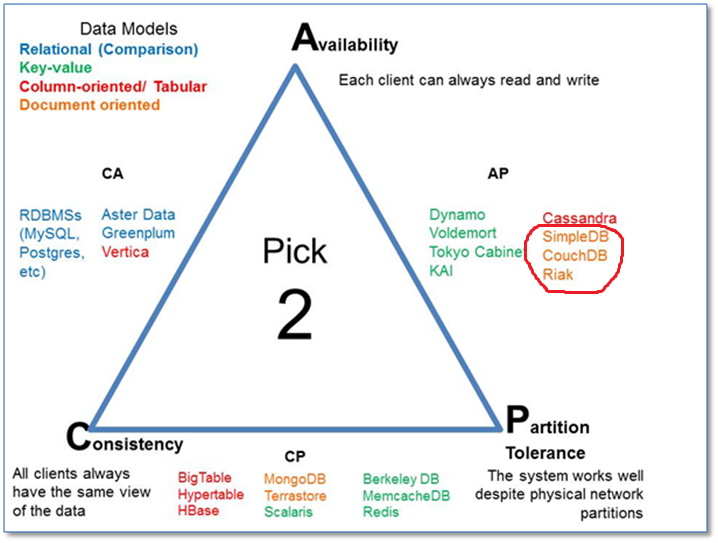 Data Models
Relational (Comparison)
Key-value
Column-oriented/ Tabular
Document oriented
Availability
Each client can always read and write
CA
RDBMSs
(MySQL,
Postgres,
etc)
Aster Data
Greenplum
Vertica
AP
Dynamo
Voldemort
Tokyo Cabine
KAI
Cassandra
SimpleDB
CouchDB
Riak
Pick
2
Consistency
All clients always
have the same view
of the data
CP
BigTable
Hypertable
HBase
MongoDB
Terrastore
Scalaris
Berkeley DB
MemcacheDB
Redis
Partition
Tolerance
The system works well
despite physical network
partitions